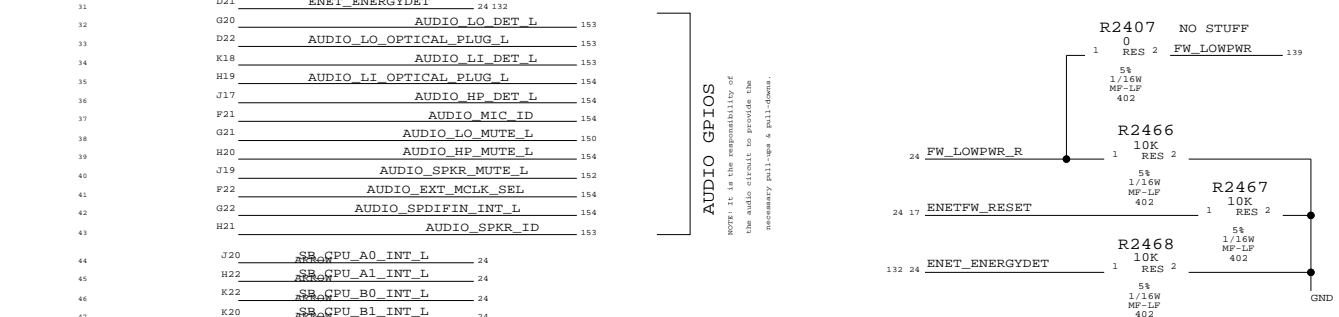 31 D21 ENET_ENERGYDET 24 132
32 G20 AUDIO_LO_DET_L 153
33 D22 AUDIO_LO_OPTICAL_PLUG_L 153
34 K18 AUDIO_LI_DET_L 153
35 H19 AUDIO_LI_OPTICAL_PLUG_L 154
36 J17 AUDIO_HP_DET_L 154
37 F21 AUDIO_MIC_ID 154
38 G21 AUDIO_LO_MUTE_L 150
39 H20 AUDIO_HP_MUTE_L 154
40 J19 AUDIO_SPKR_MUTE_L 152
41 F22 AUDIO_EXT_MCLK_SEL 154
42 G22 AUDIO_SPDIFIN_INT_L 154
43 H21 AUDIO_SPKR_ID 153
44 J20 SB_CPU_A0_INT_L 24
ARROW
45 H22 SB_CPU_A1_INT_L 24
ARROW
46 K22 SB_CPU_B0_INT_L 24
ARROW
K20 SB_CPU_B1_INT_L 24
AUDIO GPIOS
NOTE: It is the responsibility of
the audio circuit to provide the
necessary pull-ups & pull-downs.
R2407 NO STUFF
0
1 RES 2 FW_LOWPWR 139
5%
1/16W
MF-LF
402
R2466
10K
24 FW_LOWPWR_R 1 RES 2
5%
1/16W
MF-LF
402
R2467
10K
24 17 ENETFW_RESET 1 RES 2
5%
1/16W
MF-LF
402
R2468
10K
132 24 ENET_ENERGYDET 1 RES 2
5%
1/16W
MF-LF
402
GND